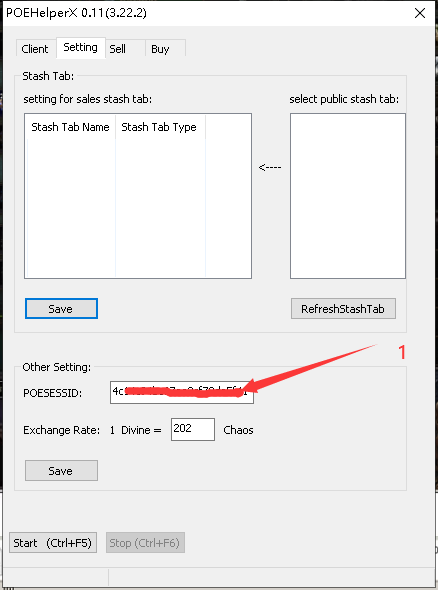 POEHelperX 0.11(3.22.2)
Client Setting Sell Buy
Stash Tab:
setting for sales stash tab: select public stash tab:
Stash Tab Name Stash Tab Type
<----
Save RefreshStashTab
1
Other Setting:
POESESSID:
Exchange Rate: 1 Divine = 202 Chaos
Save
Start (Ctrl+F5) Stop (Ctrl+F6)